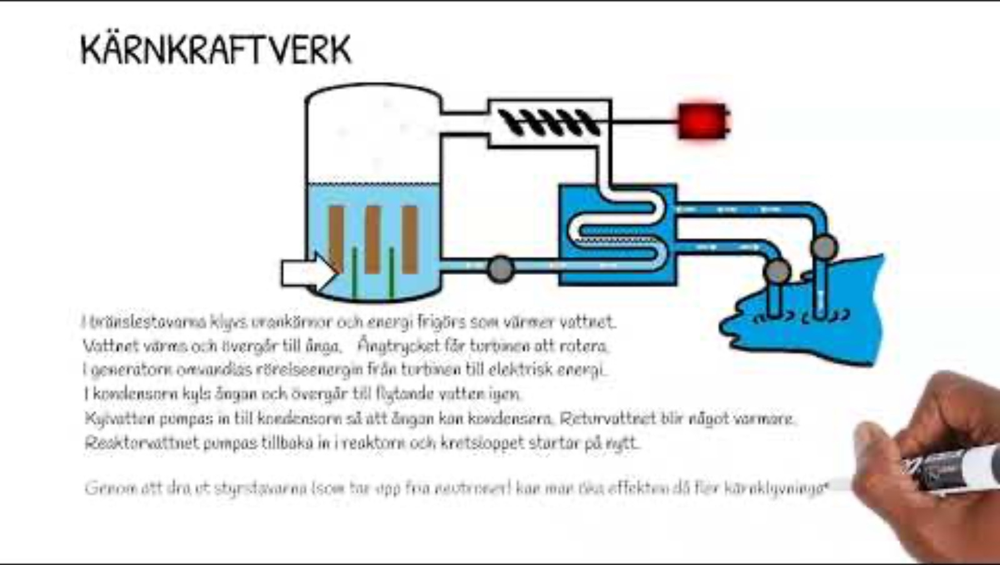 KÄRNKRAFTVERK
I bränslestavarna klyvs urankärnor och energi frigörs som värmer vattnet.
Vattnet värms och övergår till ånga. Ångtrycket får turbinen att rotera.
I generatorn omvandlas rörelseenergin från turbinen till elektrisk energi.
I kondensorn kyls ångan och övergår till flytande vatten igen.
Kylvatten pumpas in till kondensorn så att ångan kan kondensera. Returvattnet blir något varmare.
Reaktorvattnet pumpas tillbaka in i reaktorn och kretsloppet startar på nytt.
Genom att dra ut styrstavarna (som tar upp fria neutroner) kan man öka effekten då fler kärnklyvninga